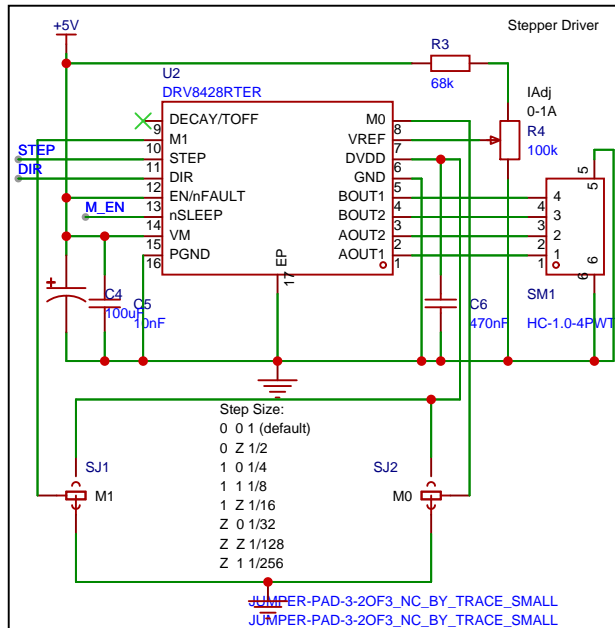 +5V
Stepper Driver
R3
68k
U2
DRV8428RTER
IAdj
0-1A
R4
100k
DECAY/TOFF
9
M1
10
STEP
11
DIR
12
EN/nFAULT
13
nSLEEP
14
VM
15
PGND
16
M0
8
VREF
7
DVDD
6
GND
5
BOUT1
4
BOUT2
3
AOUT2
2
AOUT1
1
EP
17
STEP
DIR
M_EN
4
4
3
3
2
2
1
1
5
5
6
6
SM1
HC-1.0-4PWT
C4
100uF
C5
10nF
C6
470nF
Step Size:
0 0 1 (default)
0 Z 1/2
1 0 1/4
1 1 1/8
1 Z 1/16
Z 0 1/32
Z Z 1/128
Z 1 1/256
SJ1
M1
SJ2
M0
JUMPER-PAD-3-2OF3_NC_BY_TRACE_SMALL
JUMPER-PAD-3-2OF3_NC_BY_TRACE_SMALL